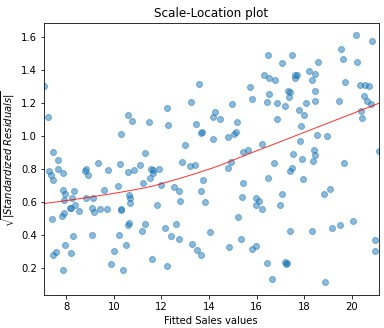 Scale-Location plot
√|Standardized Residuals|
1.6
1.4
1.2
1.0
0.8
0.6
0.4
0.2
8 10 12 14 16 18 20
Fitted Sales values